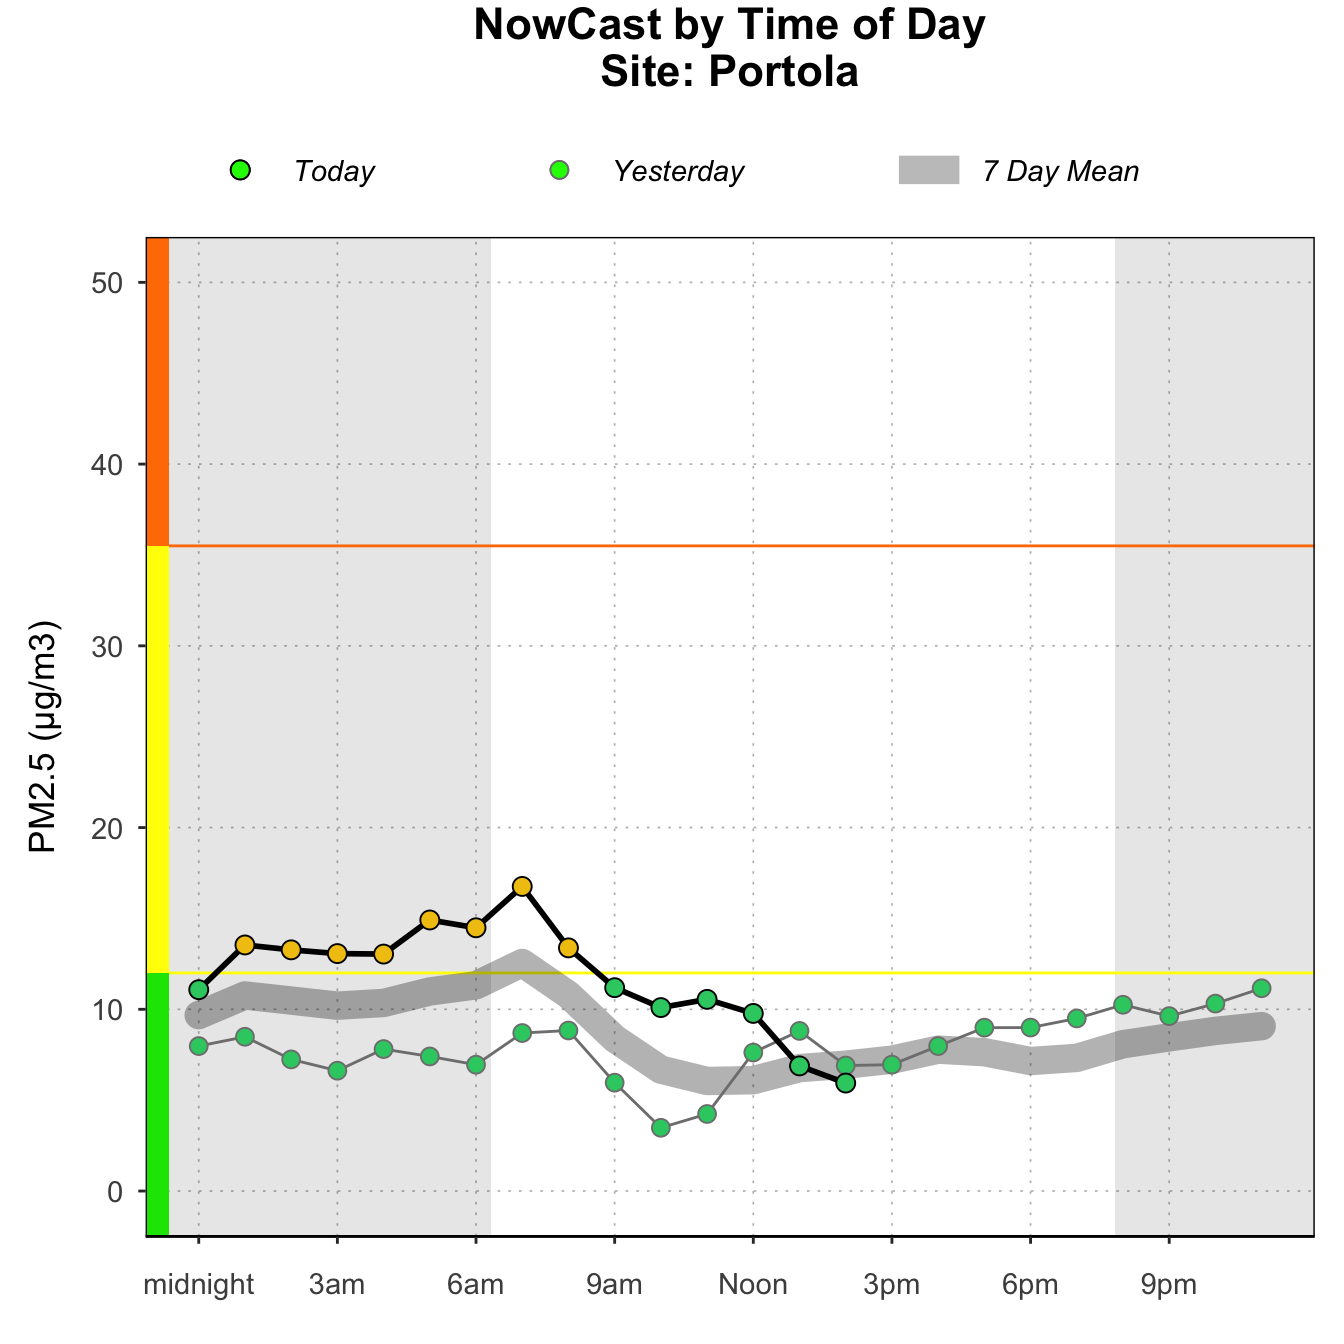 NowCast by Time of Day
Site: Portola
Today
Yesterday
7 Day Mean
PM2.5 (µg/m3)
50
40
30
20
10
0
midnight
3am
6am
9am
Noon
3pm
6pm
9pm